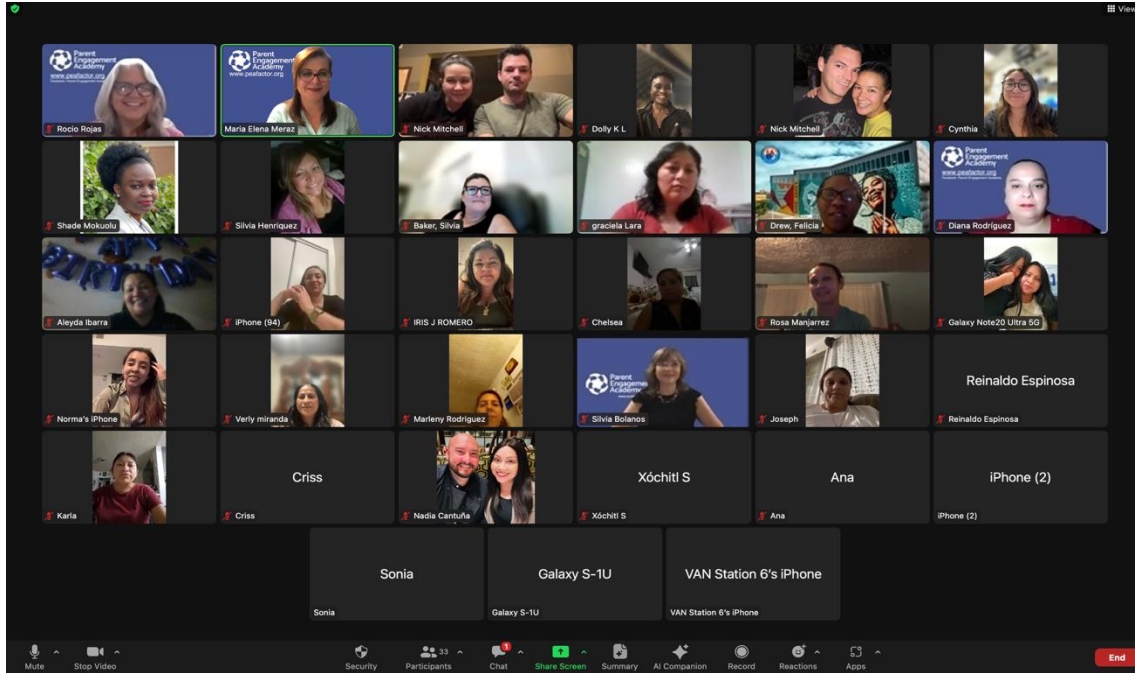 View
Parent
Engagement
Academy
www.peafactor.org
Rocio Rojas
Parent
Engagement
Academy
www.peafactor.org
Maria Elena Meraz
Nick Mitchell
Dolly K L
Nick Mitchell
Cynthia
Shade Mokuolu
Silvia Henriquez
Baker, Silvia
graciela Lara
Drew, Felicia
Parent
Engagement
Academy
www.peafactor.org
Diana Rodríguez
Aleyda Ibarra
iPhone (94)
IRIS J ROMERO
Chelsea
Rosa Manjarrez
Galaxy Note20 Ultra 5G
Norma's iPhone
Verly miranda
Marleny Rodriguez
Parent
Engageme
Academy
Silvia Bolanos
Joseph
Reinaldo Espinosa
Reinaldo Espinosa
Karla
Criss
Criss
Nadia Cantuña
Xóchitl S
Xóchitl S
Ana
Ana
iPhone (2)
iPhone (2)
Sonia
Sonia
Galaxy S-1U
Galaxy S-1U
VAN Station 6's iPhone
VAN Station 6's iPhone
Mute
Stop Video
Security
33
Participants
1
Chat
Share Screen
Summary
AI Companion
Record
Reactions
Apps
End